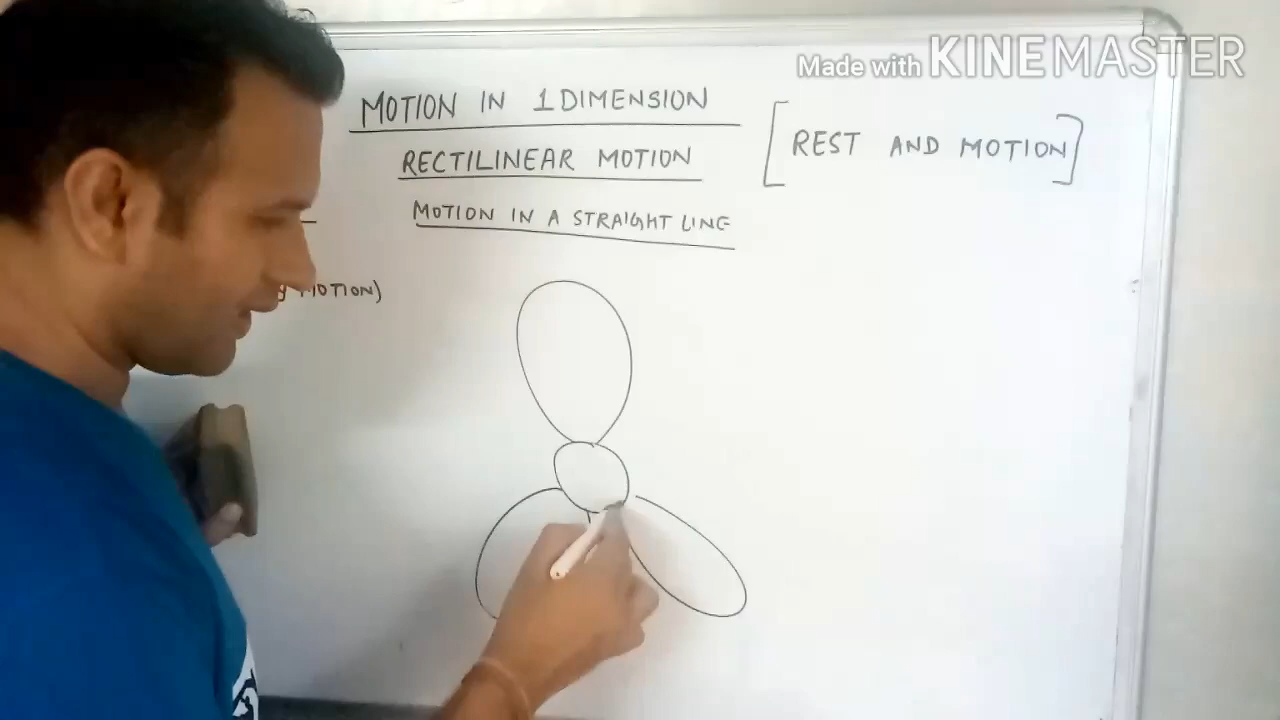 Made with KINEMASTER
MOTION IN 1 DIMENSION
[REST AND MOTION]
RECTILINEAR MOTION
MOTION IN A STRAIGHT LINE
MOTION)